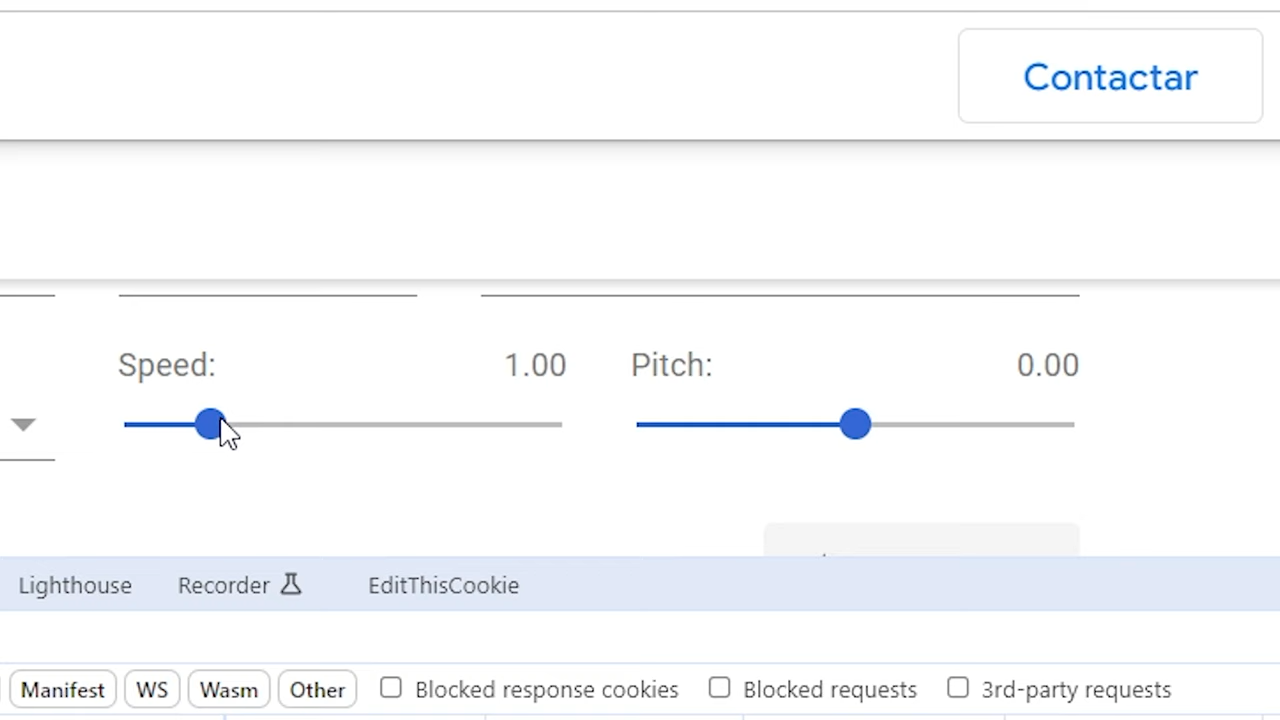 Contactar
Speed: 1.00 Pitch: 0.00
Lighthouse Recorder EditThisCookie
Manifest WS Wasm Other Blocked response cookies Blocked requests 3rd-party requests